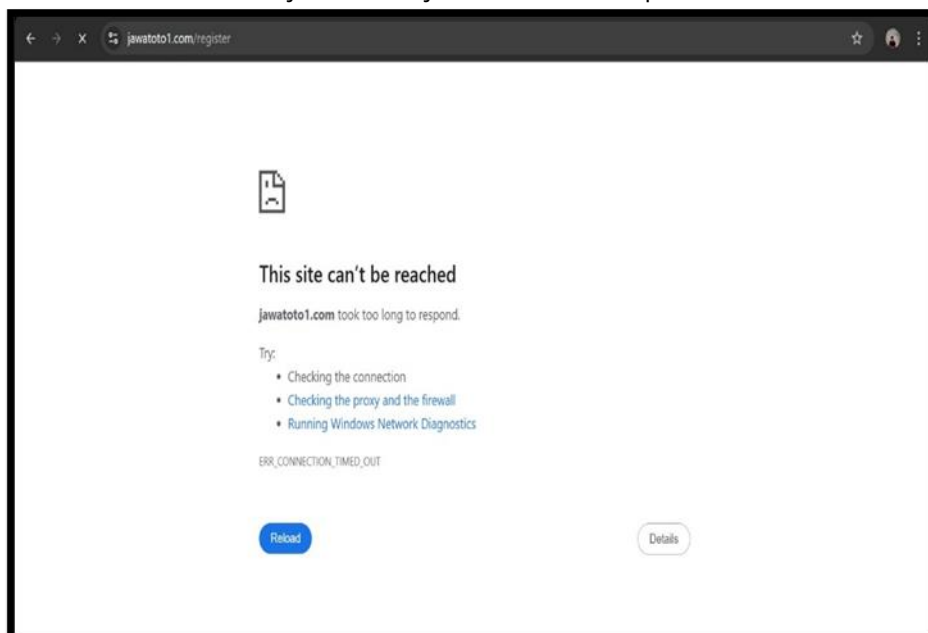 jawatoto1.com/register
This site can't be reached
jawatoto1.com took too long to respond.
Try:
• Checking the connection
• Checking the proxy and the firewall
• Running Windows Network Diagnostics
ERR_CONNECTION_TIMED_OUT
Reload
Details